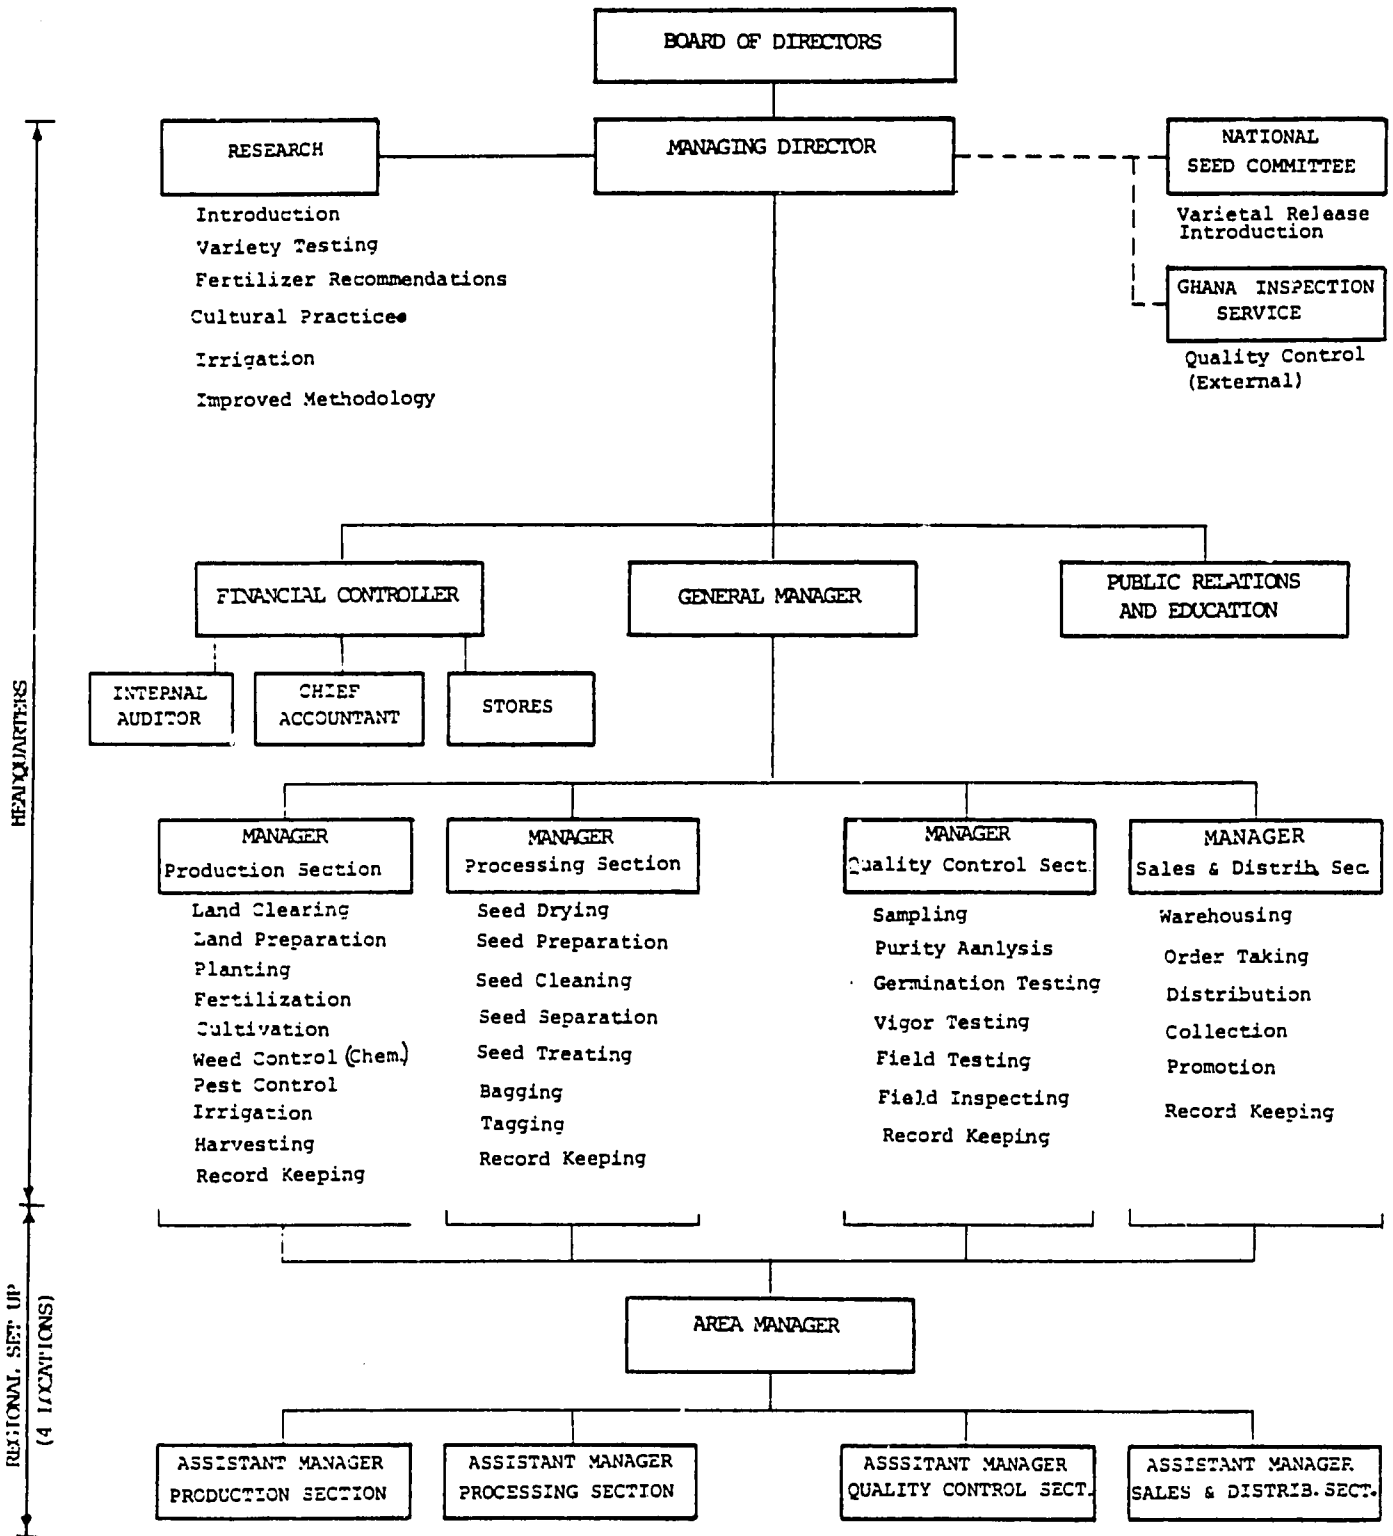 BOARD OF DIRECTORS
RESEARCH
MANAGING DIRECTOR
NATIONAL
SEED COMMITTEE
Introduction
Variety Testing
Fertilizer Recommendations
Cultural Practices
Irrigation
Improved Methodology
Varietal Release
Introduction
GHANA INSPECTION
SERVICE
Quality Control
(External)
FINANCIAL CONTROLLER
GENERAL MANAGER
PUBLIC RELATIONS
AND EDUCATION
INTERNAL
AUDITOR
CHIEF
ACCOUNTANT
STORES
HEADQUARTERS
MANAGER
Production Section
Land Clearing
Land Preparation
Planting
Fertilization
Cultivation
Weed Control (Chem.)
Pest Control
Irrigation
Harvesting
Record Keeping
MANAGER
Processing Section
Seed Drying
Seed Preparation
Seed Cleaning
Seed Separation
Seed Treating
Bagging
Tagging
Record Keeping
MANAGER
Quality Control Sect.
Sampling
Purity Aanlysis
Germination Testing
Vigor Testing
Field Testing
Field Inspecting
Record Keeping
MANAGER
Sales & Distrib. Sec.
Warehousing
Order Taking
Distribution
Collection
Promotion
Record Keeping
REGIONAL SET UP
(4 LOCATIONS)
AREA MANAGER
ASSISTANT MANAGER
PRODUCTION SECTION
ASSISTANT MANAGER
PROCESSING SECTION
ASSSITANT MANAGER
QUALITY CONTROL SECT.
ASSISTANT MANAGER
SALES & DISTRIB. SECT.